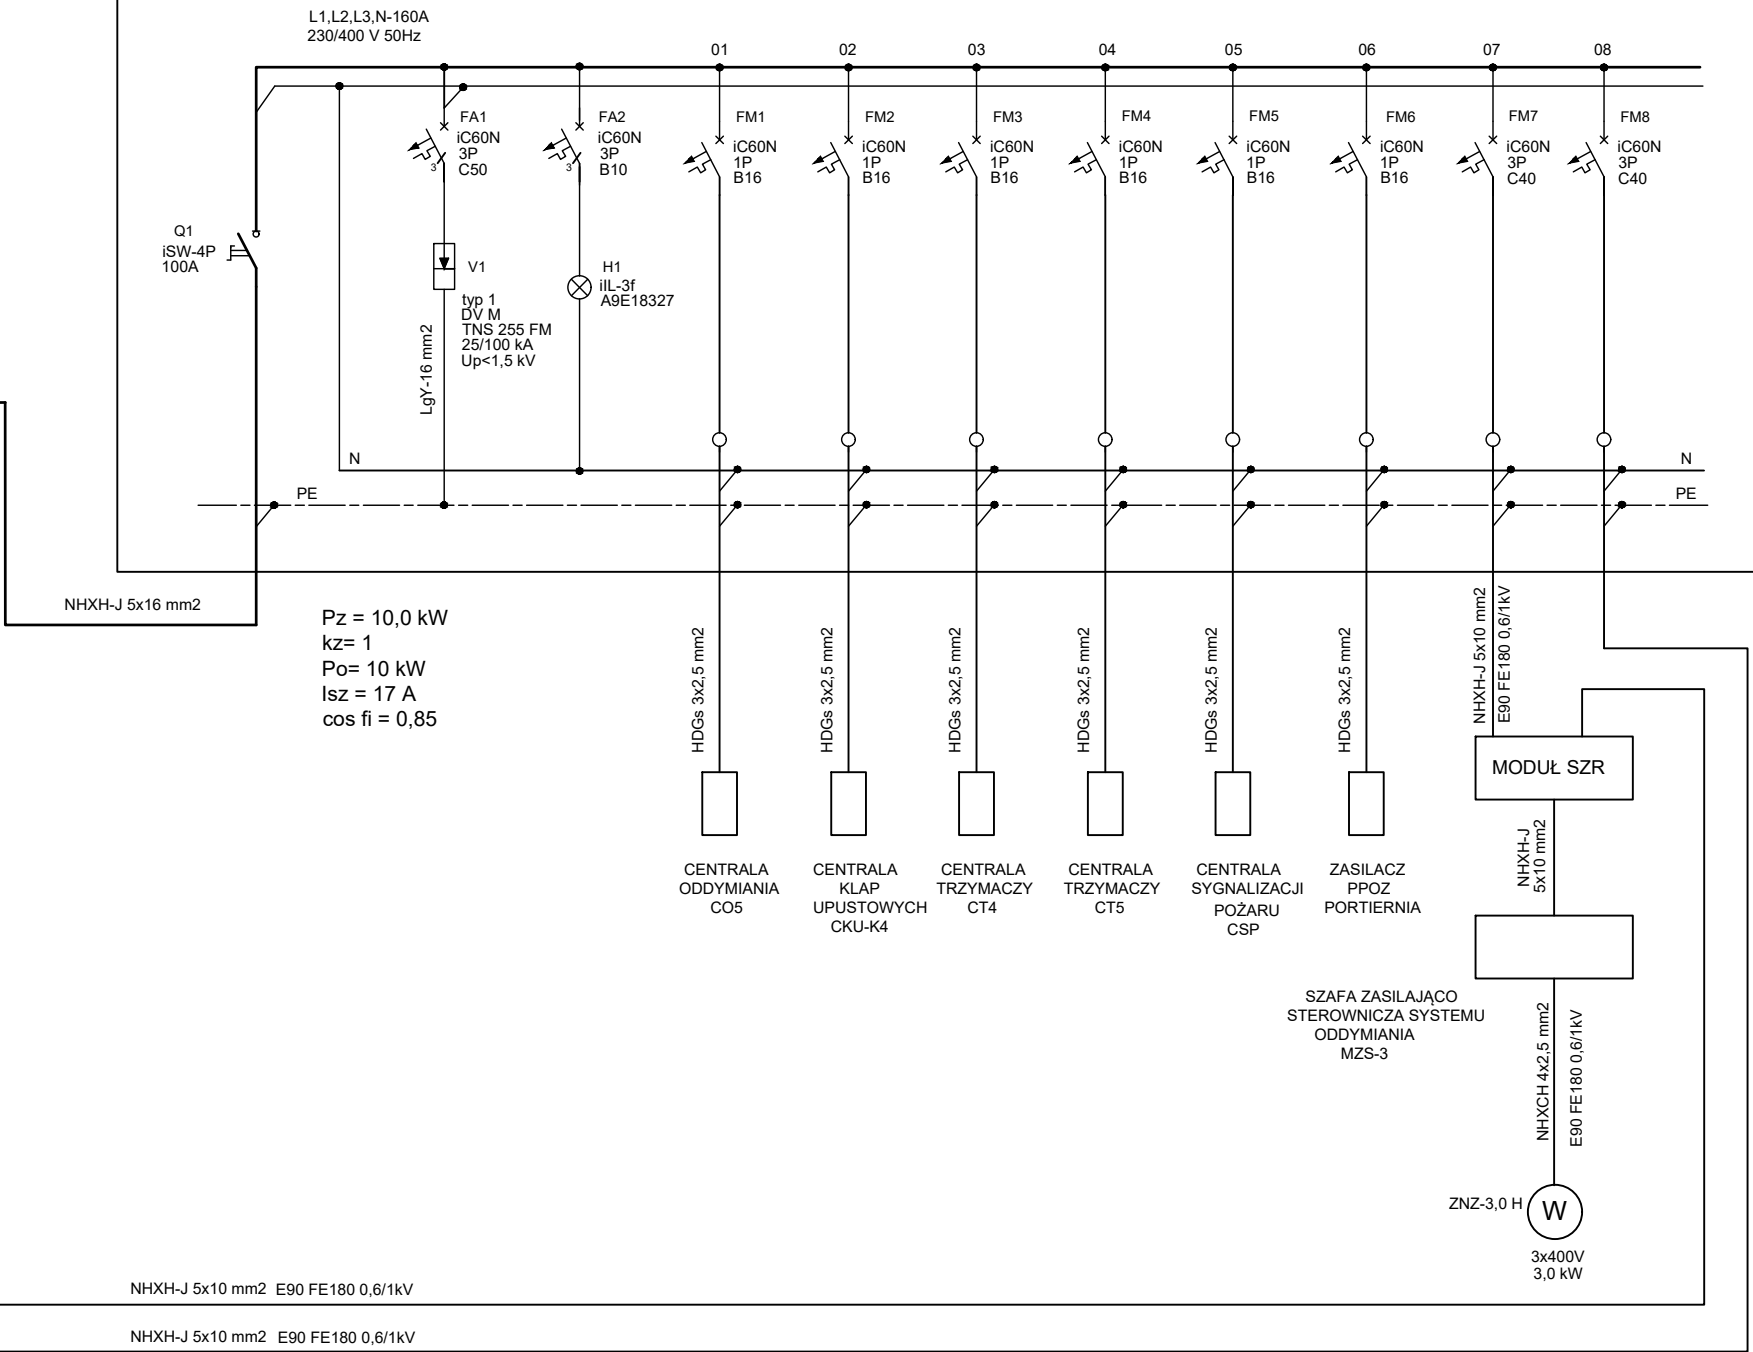 L1,L2,L3,N-160A
230/400 V 50Hz
01
02
03
04
05
06
07
08
FA1
iC60N
3P
C50
3
FA2
iC60N
3P
B10
3
FM1
iC60N
1P
B16
FM2
iC60N
1P
B16
FM3
iC60N
1P
B16
FM4
iC60N
1P
B16
FM5
iC60N
1P
B16
FM6
iC60N
1P
B16
FM7
iC60N
3P
C40
FM8
iC60N
3P
C40
Q1
iSW-4P
100A
V1
typ 1
DV M
TNS 255 FM
25/100 kA
Up<1,5 kV
LgY-16 mm2
H1
iIL-3f
A9E18327
N
N
PE
PE
NHXH-J 5x16 mm2
Pz = 10,0 kW
kz= 1
Po= 10 kW
Isz = 17 A
cos fi = 0,85
HDGs 3x2,5 mm2
HDGs 3x2,5 mm2
HDGs 3x2,5 mm2
HDGs 3x2,5 mm2
HDGs 3x2,5 mm2
HDGs 3x2,5 mm2
NHXH-J 5x10 mm2
E90 FE180 0,6/1kV
MODUŁ SZR
NHXH-J
5x10 mm2
CENTRALA
ODDYMIANIA
CO5
CENTRALA
KLAP
UPUSTOWYCH
CKU-K4
CENTRALA
TRZYMACZY
CT4
CENTRALA
TRZYMACZY
CT5
CENTRALA
SYGNALIZACJI
POŻARU
CSP
ZASILACZ
PPOZ
PORTIERNIA
SZAFA ZASILAJĄCO
STEROWNICZA SYSTEMU
ODDYMIANIA
MZS-3
NHXCH 4x2,5 mm2
E90 FE180 0,6/1kV
ZNZ-3,0 H
W
3x400V
3,0 kW
NHXH-J 5x10 mm2 E90 FE180 0,6/1kV
NHXH-J 5x10 mm2 E90 FE180 0,6/1kV